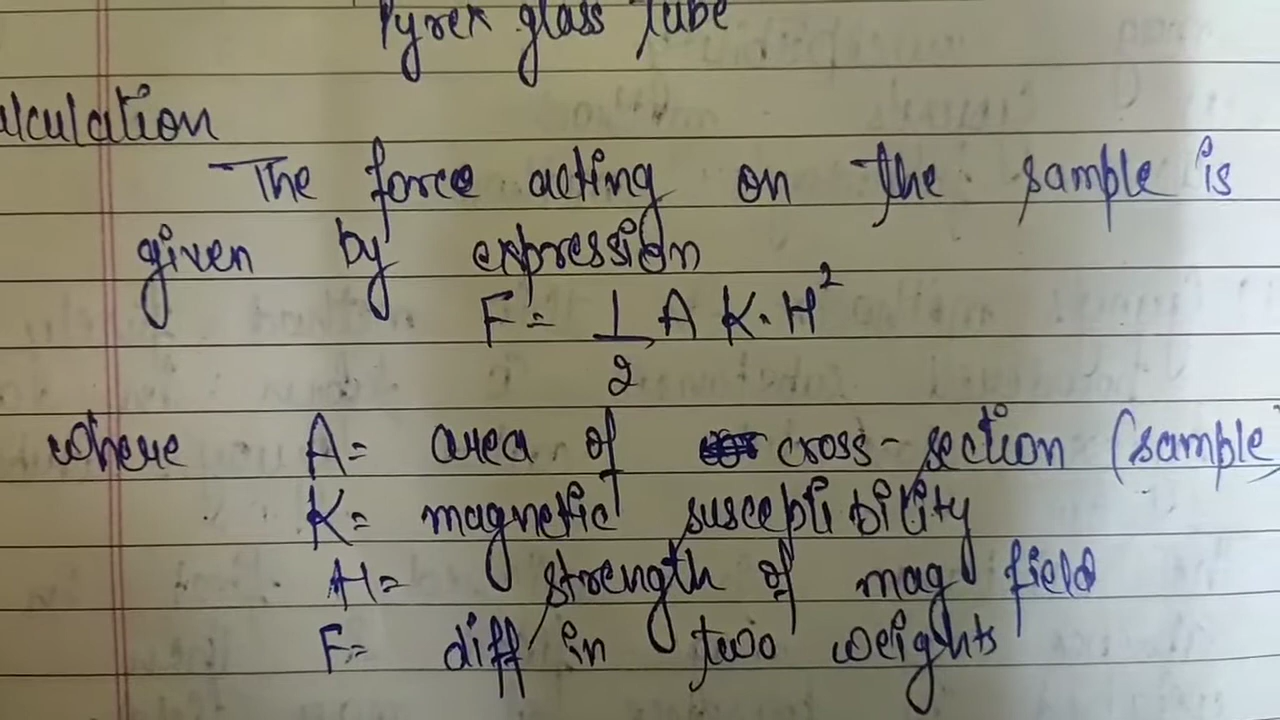 Pyrex glass tube
alculation
The force acting on the sample is
given by expression
F = 1/2 A K. H²
where A = area of cross-section (sample)
K = magnetic susceptibility
H = strength of mag field
F = diff in two weights